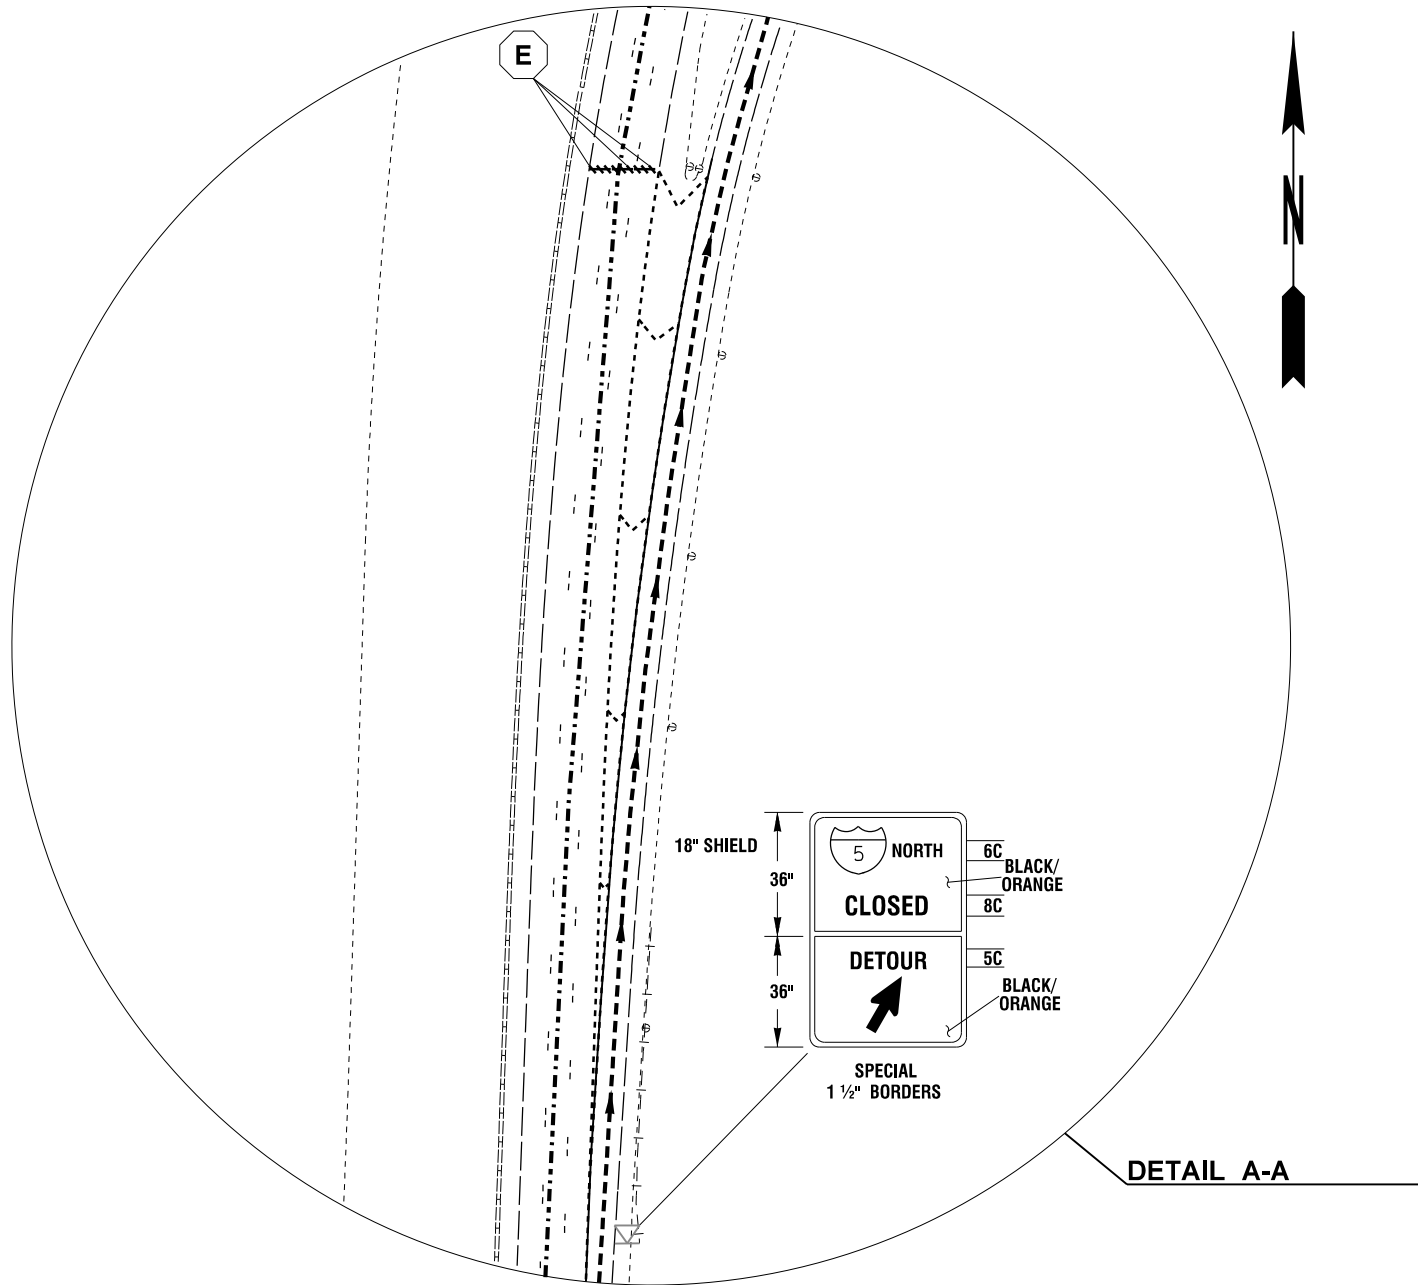 E
N
18" SHIELD
36"
5 NORTH
CLOSED
6C
BLACK/
ORANGE
8C
36"
DETOUR
5C
BLACK/
ORANGE
SPECIAL
1 ½" BORDERS
DETAIL A-A